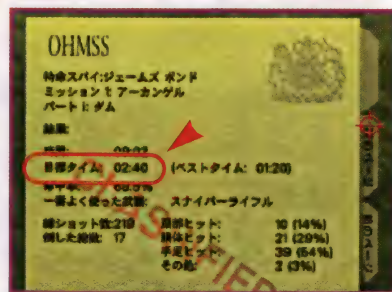 OHMSS
特命スパイ:ジェームズ ボンド
ミッション 1: アーカンゲル
パート i: ダム
結果:
目標タイム: 02:40 (ベストタイム: 01:20)
命中率:
一番よく使った武器: スナイパーライフル
総ショット数:219 頭部ヒット: 10 (14%)
倒した総数: 17 胴体ヒット: 21 (29%)
手足ヒット: 39 (54%)
その他: 2 (3%)
CLASSIFIED